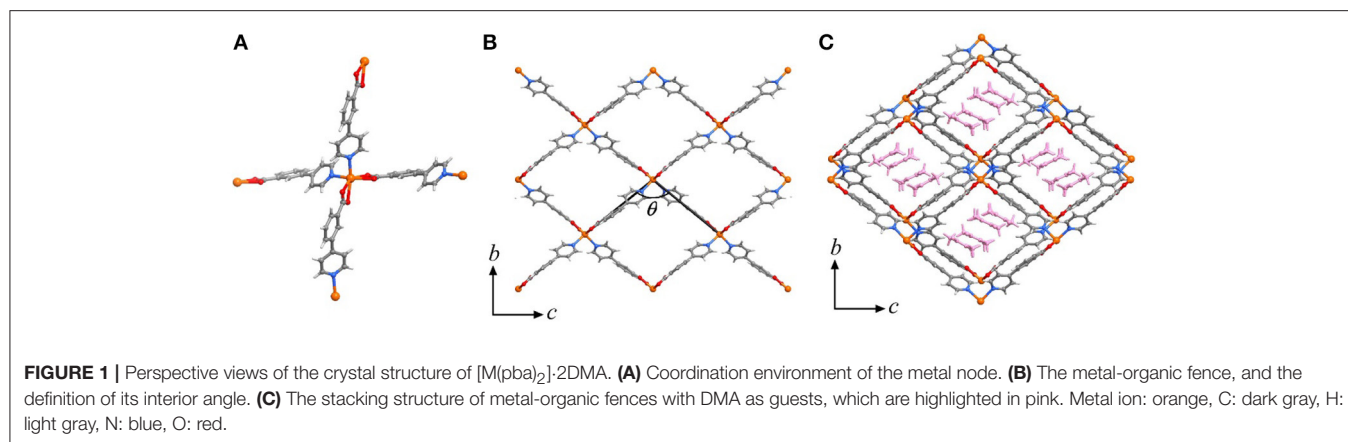 A
B
C
θ
b
c
b
c
FIGURE 1 | Perspective views of the crystal structure of [M(pba)2]·2DMA. (A) Coordination environment of the metal node. (B) The metal-organic fence, and the
definition of its interior angle. (C) The stacking structure of metal-organic fences with DMA as guests, which are highlighted in pink. Metal ion: orange, C: dark gray, H:
light gray, N: blue, O: red.